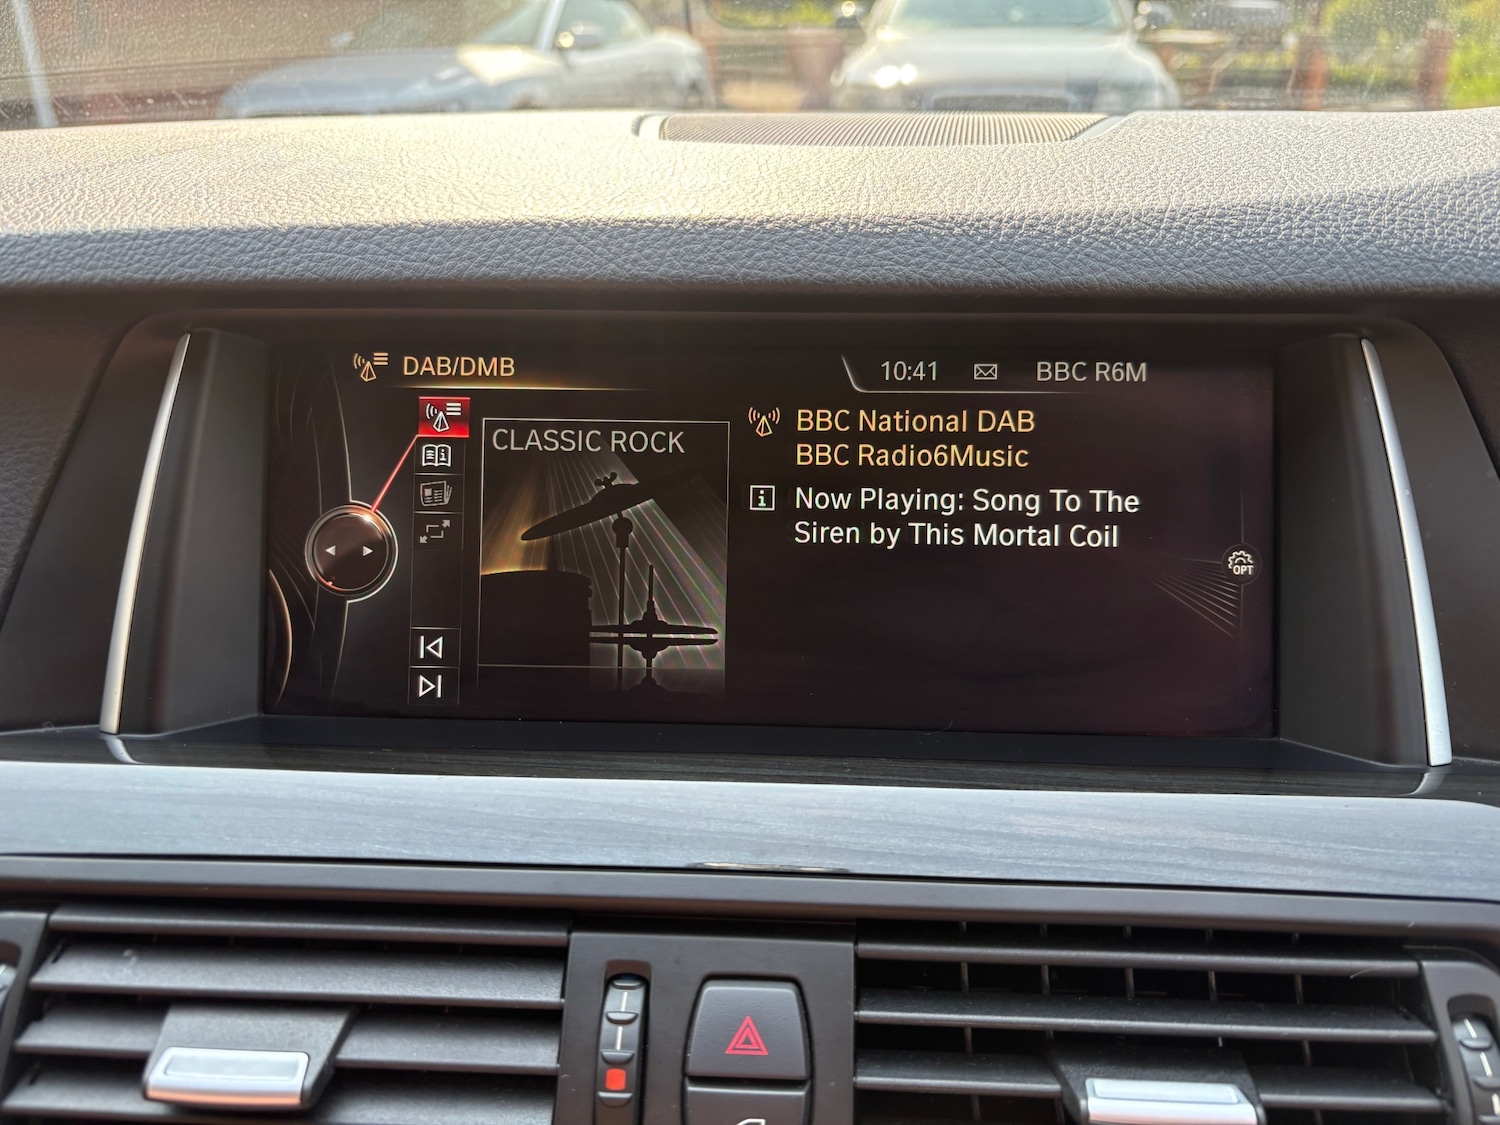 DAB/DMB
10:41 BBC R6M
CLASSIC ROCK
BBC National DAB
BBC Radio6Music
Now Playing: Song To The
Siren by This Mortal Coil
OPT